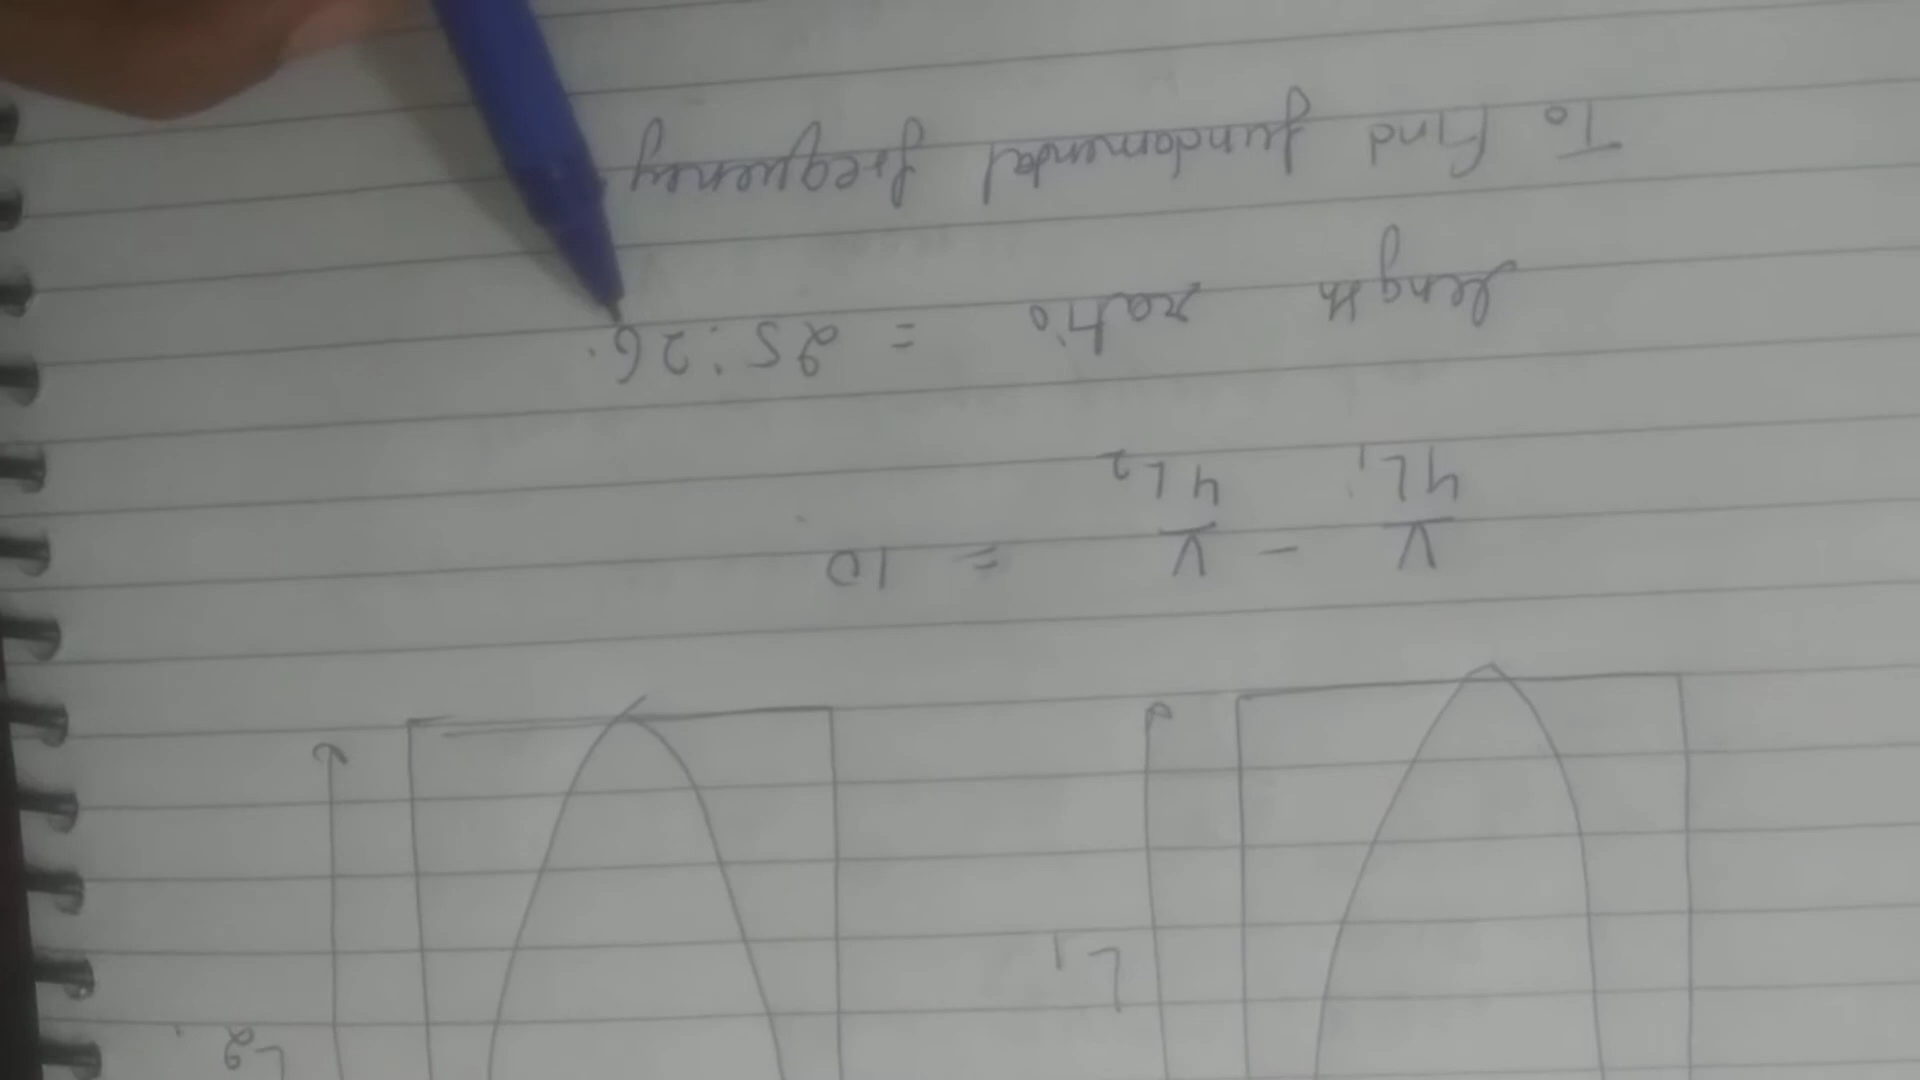 L2
L1
V/4L1 - V/4L2 = 10
length ratio = 25:26.
To find fundamental frequency